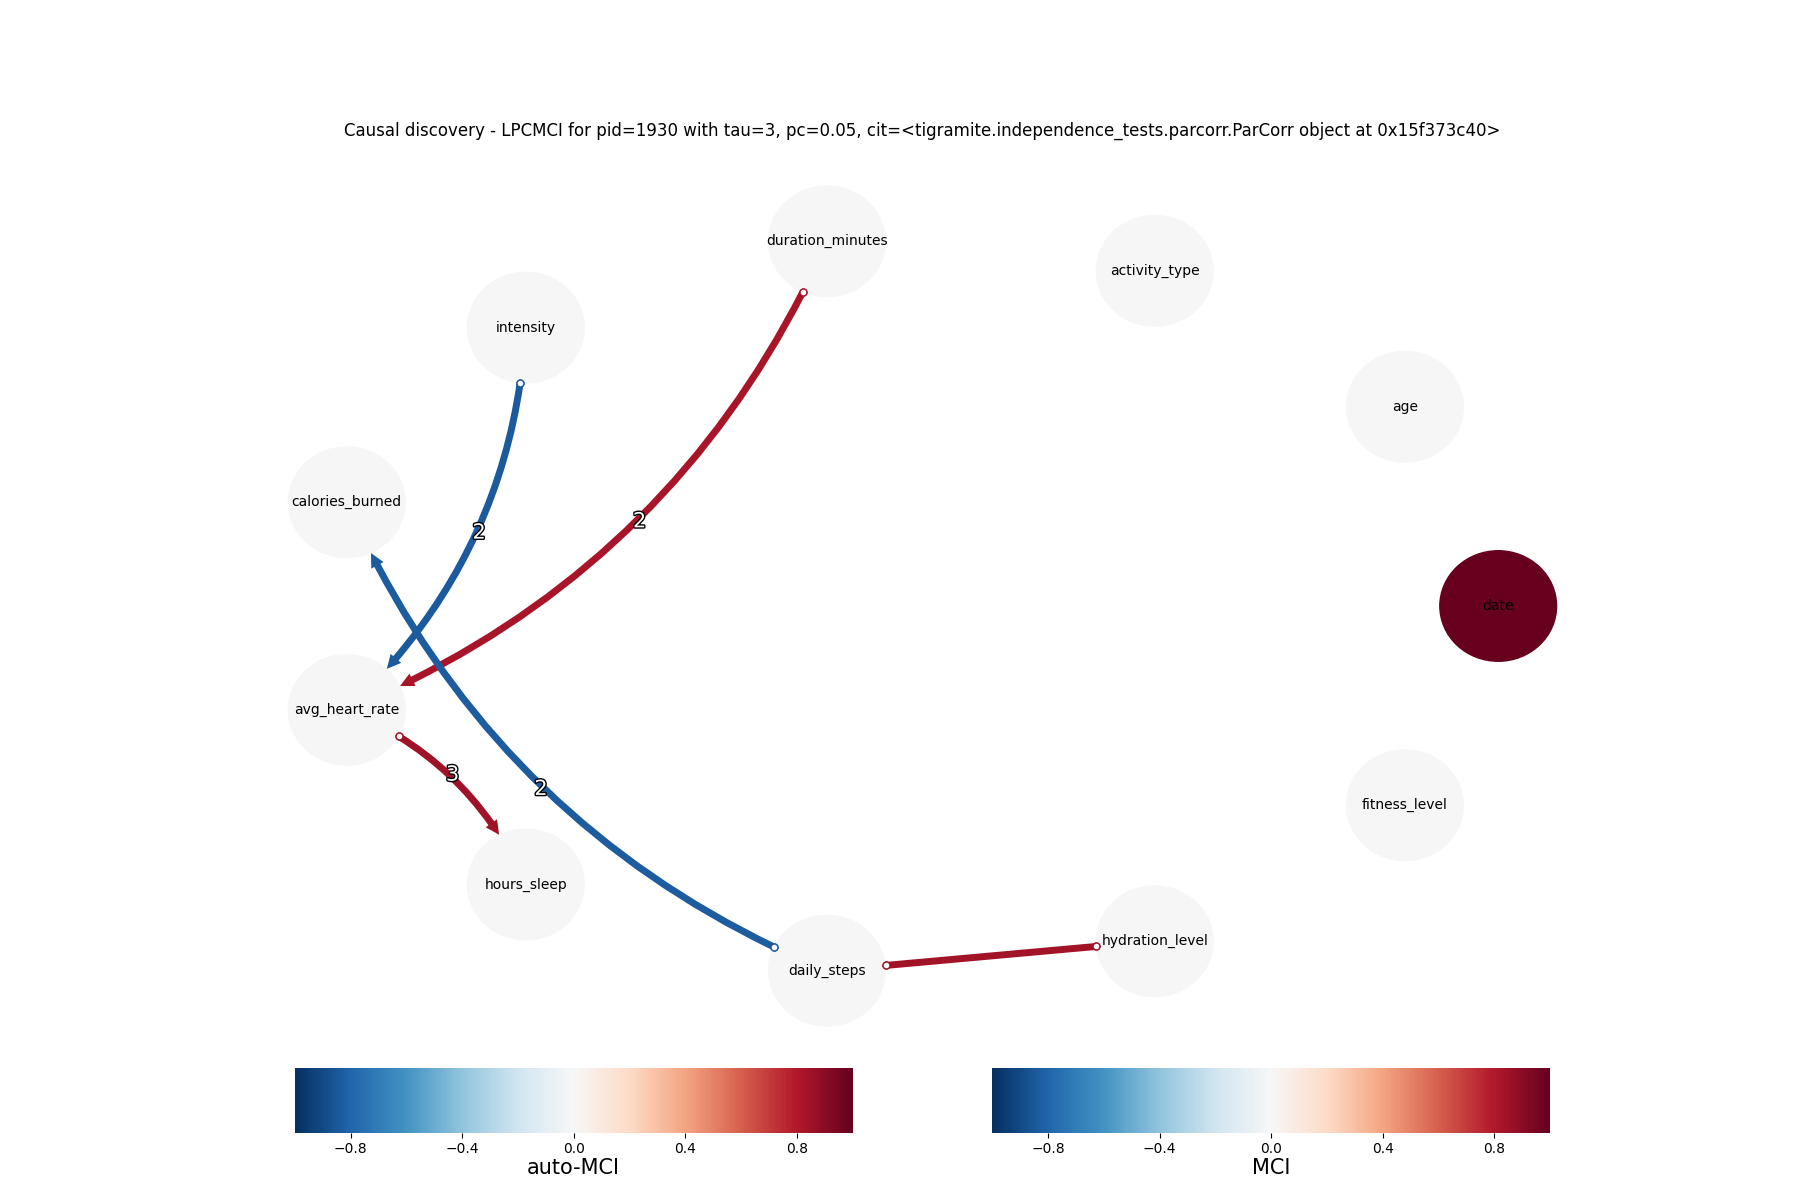 Causal discovery - LPCMCI for pid=1930 with tau=3, pc=0.05, cit=<tigramite.independence_tests.parcorr.ParCorr object at 0x15f373c40>
duration_minutes
activity_type
intensity
age
calories_burned
2
2
date
avg_heart_rate
3
2
fitness_level
hours_sleep
hydration_level
daily_steps
−0.8 −0.4 0.0 0.4 0.8
auto-MCI
−0.8 −0.4 0.0 0.4 0.8
MCI